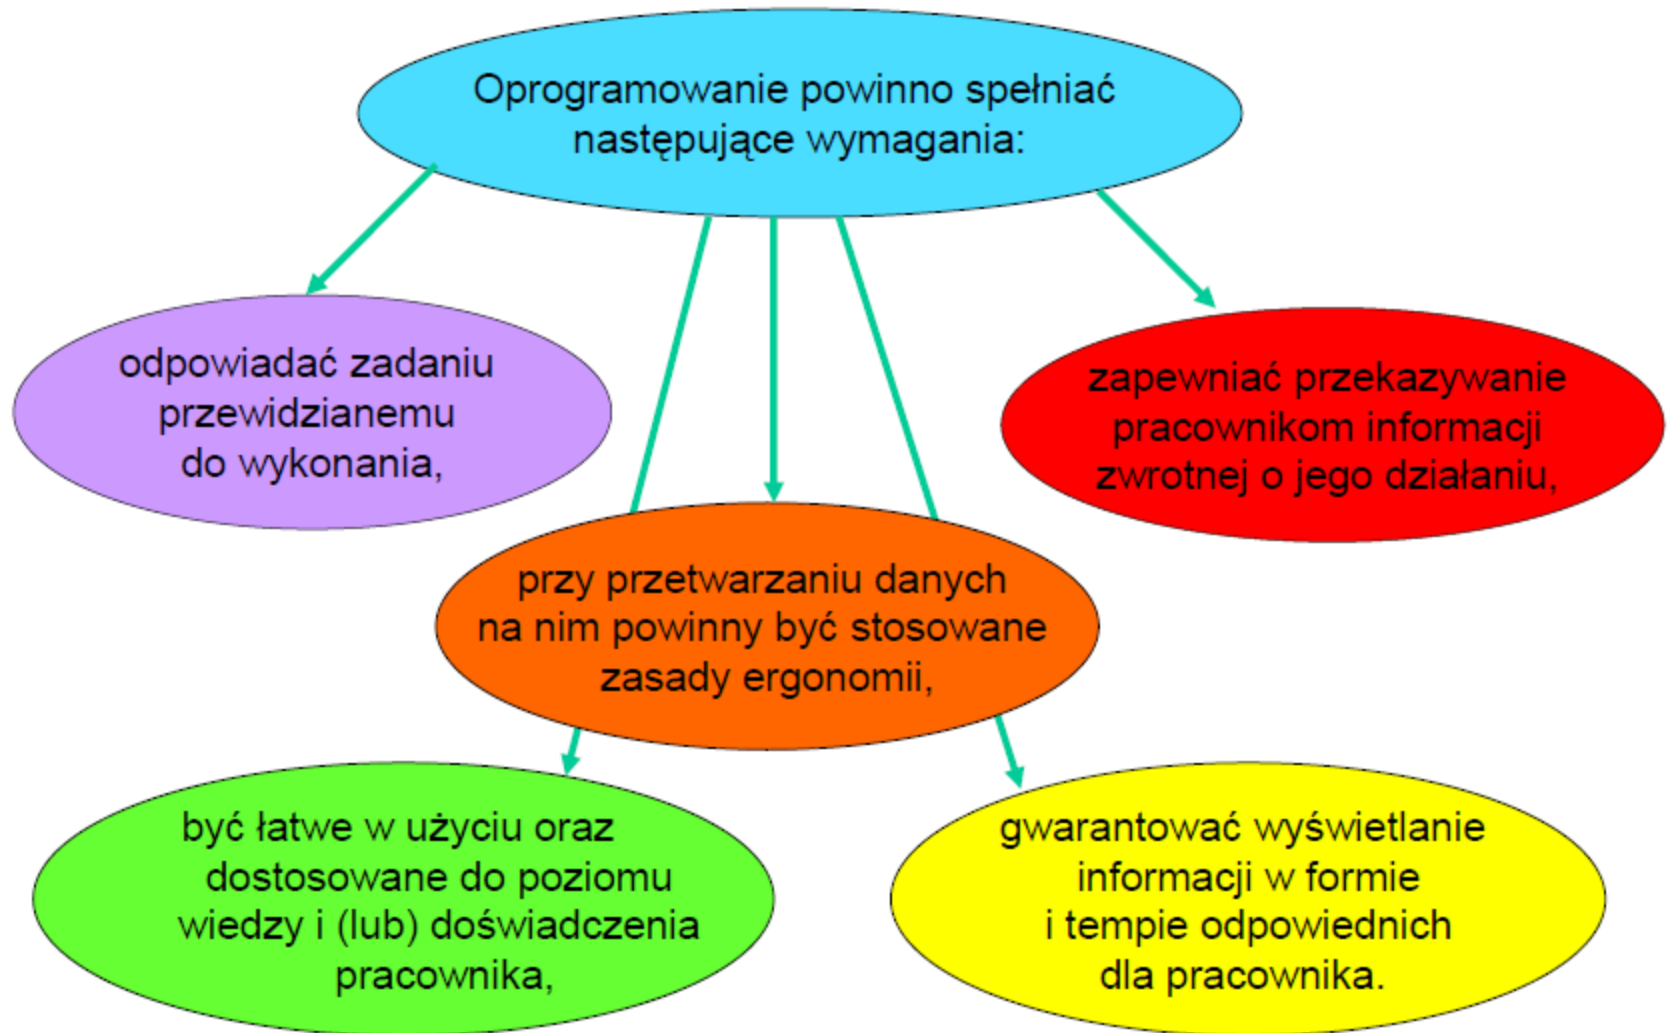 Oprogramowanie powinno spełniać
następujące wymagania:
odpowiadać zadaniu
przewidzianemu
do wykonania,
zapewniać przekazywanie
pracownikom informacji
zwrotnej o jego działaniu,
przy przetwarzaniu danych
na nim powinny być stosowane
zasady ergonomii,
być łatwe w użyciu oraz
dostosowane do poziomu
wiedzy i (lub) doświadczenia
pracownika,
gwarantować wyświetlanie
informacji w formie
i tempie odpowiednich
dla pracownika.